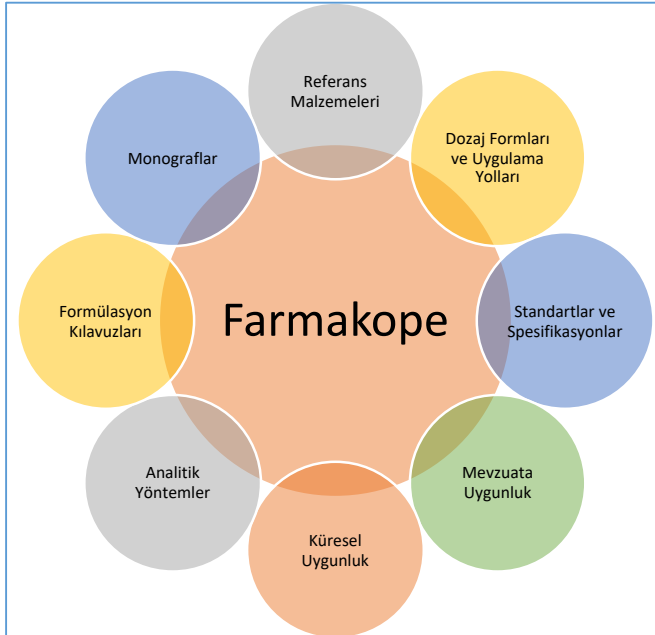 Referans
Malzemeleri
Dozaj Formları
ve Uygulama
Yolları
Monograflar
Farmakope
Formülasyon
Kılavuzları
Standartlar ve
Spesifikasyonlar
Analitik
Yöntemler
Mevzuata
Uygunluk
Küresel
Uygunluk